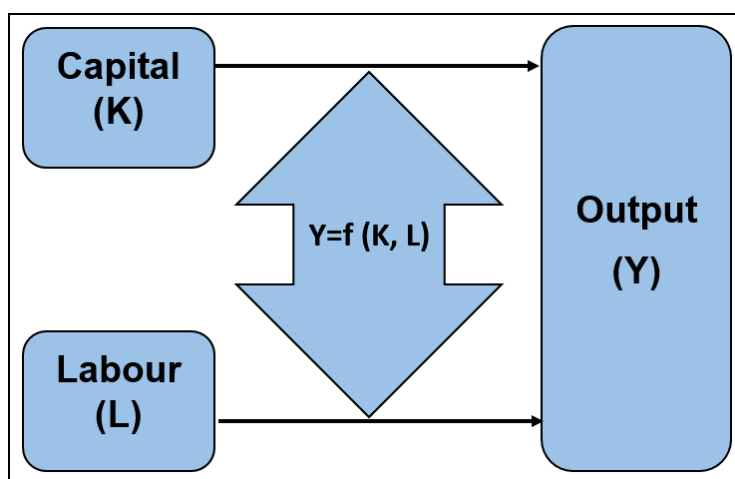 Capital
(K)
Y=f (K, L)
Output
(Y)
Labour
(L)